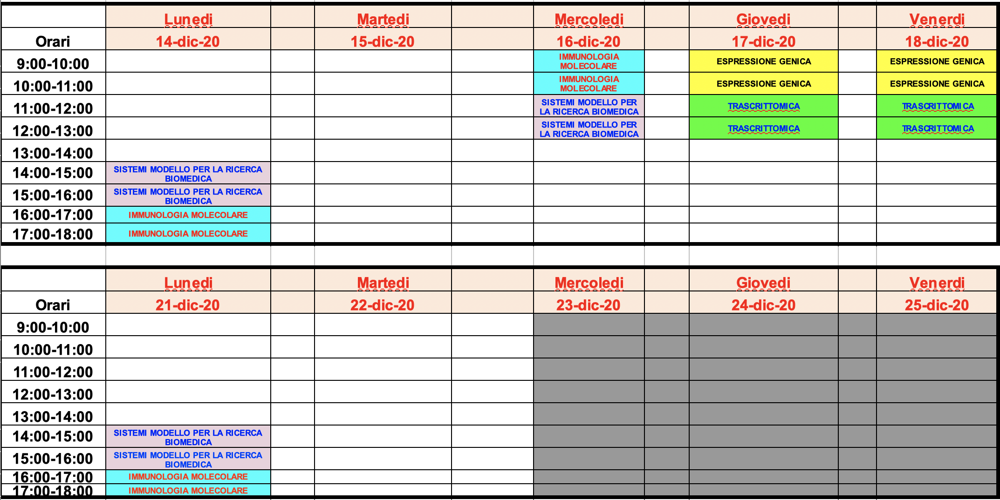 Lunedi Martedi Mercoledi Giovedi Venerdi
Orari 14-dic-20 15-dic-20 16-dic-20 17-dic-20 18-dic-20
9:00-10:00 IMMUNOLOGIA MOLECOLARE ESPRESSIONE GENICA ESPRESSIONE GENICA
10:00-11:00 IMMUNOLOGIA MOLECOLARE ESPRESSIONE GENICA ESPRESSIONE GENICA
11:00-12:00 SISTEMI MODELLO PER LA RICERCA BIOMEDICA TRASCRITTOMICA TRASCRITTOMICA
12:00-13:00 SISTEMI MODELLO PER LA RICERCA BIOMEDICA TRASCRITTOMICA TRASCRITTOMICA
13:00-14:00
14:00-15:00 SISTEMI MODELLO PER LA RICERCA BIOMEDICA
15:00-16:00 SISTEMI MODELLO PER LA RICERCA BIOMEDICA
16:00-17:00 IMMUNOLOGIA MOLECOLARE
17:00-18:00 IMMUNOLOGIA MOLECOLARE
Lunedi Martedi Mercoledi Giovedi Venerdi
Orari 21-dic-20 22-dic-20 23-dic-20 24-dic-20 25-dic-20
9:00-10:00
10:00-11:00
11:00-12:00
12:00-13:00
13:00-14:00
14:00-15:00 SISTEMI MODELLO PER LA RICERCA BIOMEDICA
15:00-16:00 SISTEMI MODELLO PER LA RICERCA BIOMEDICA
16:00-17:00 IMMUNOLOGIA MOLECOLARE
17:00-18:00 IMMUNOLOGIA MOLECOLARE